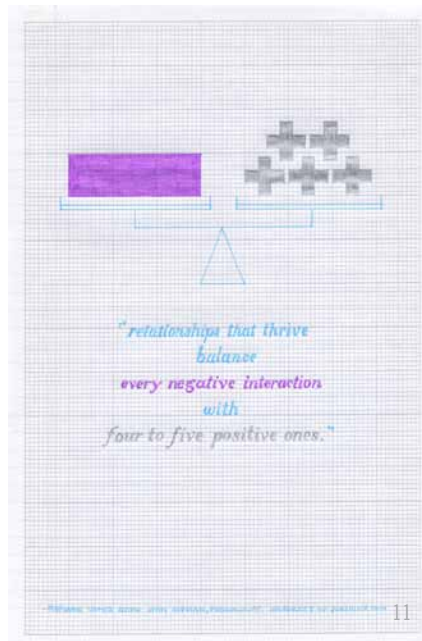 "relationships that thrive
balance
every negative interaction
with
four to five positive ones."
11